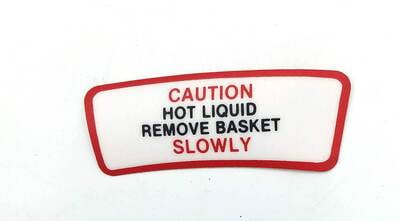 CAUTION
HOT LIQUID
REMOVE BASKET
SLOWLY